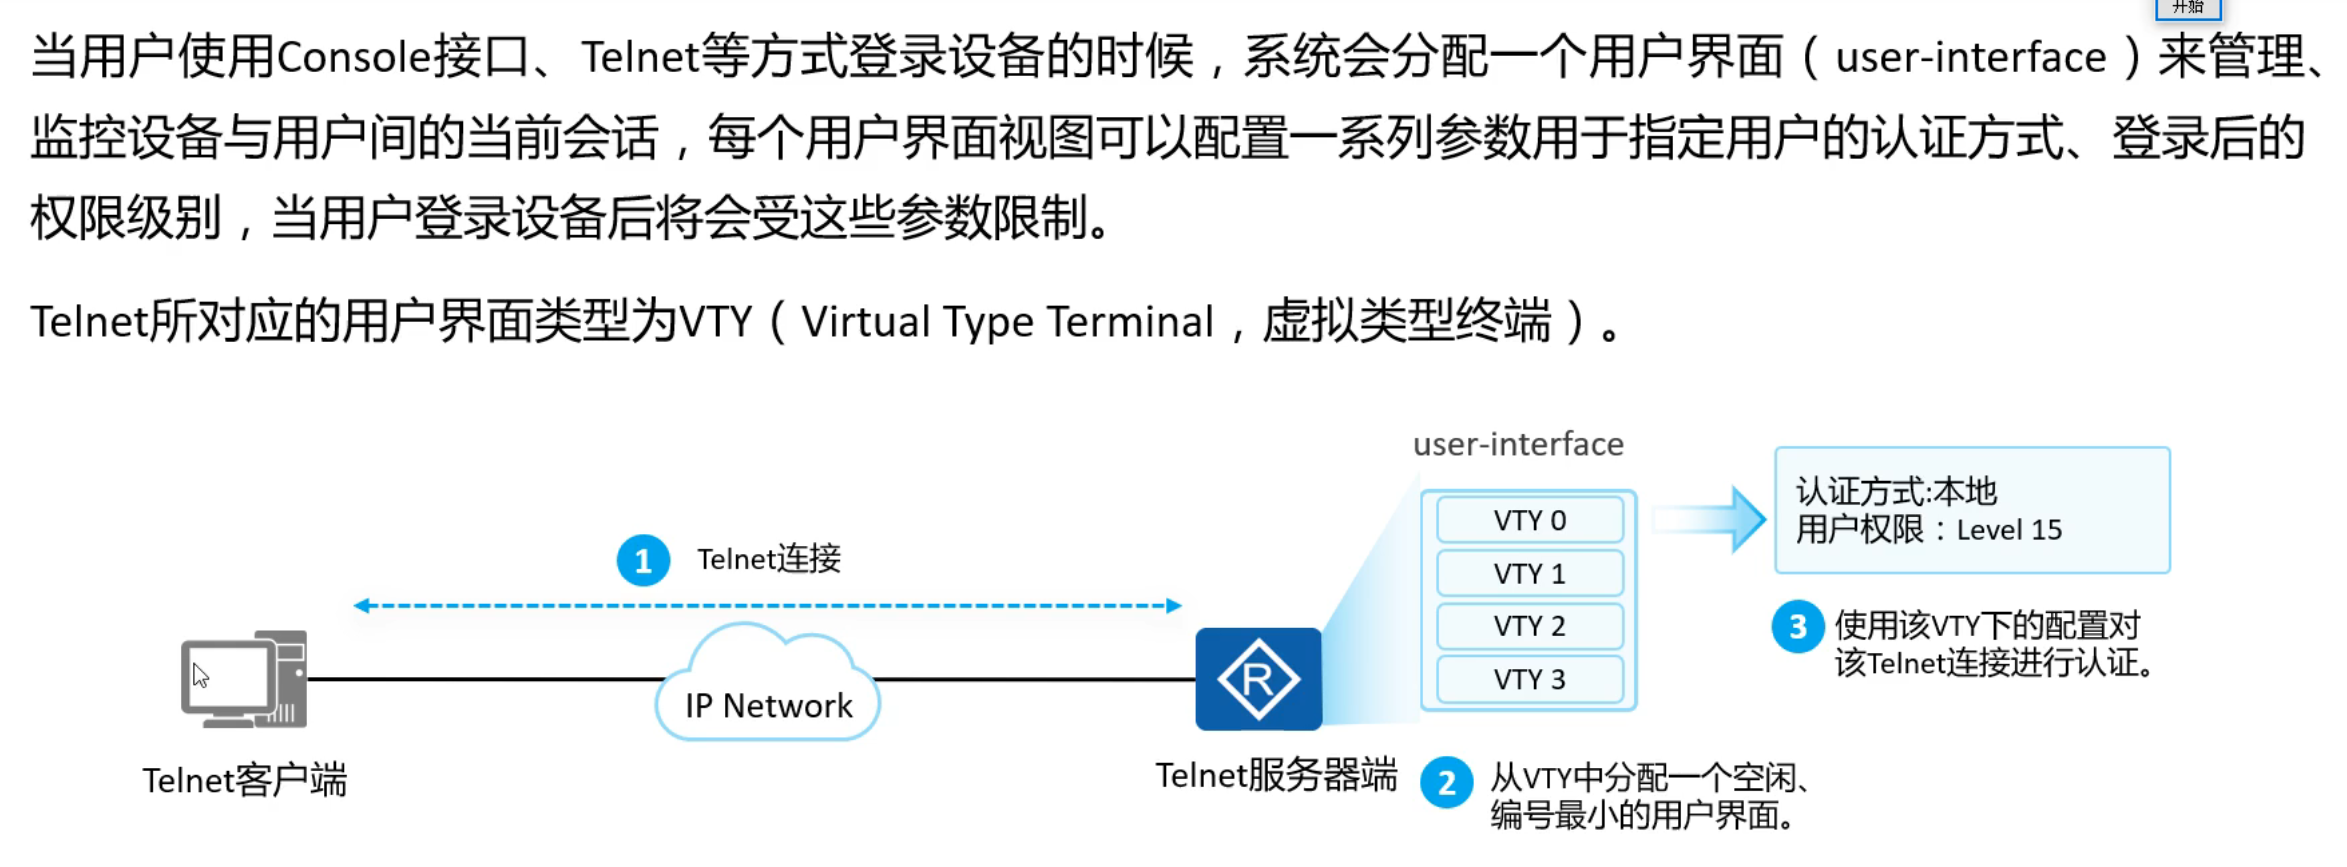 开始
当用户使用Console接口、Telnet等方式登录设备的时候，系统会分配一个用户界面（user-interface）来管理、
监控设备与用户间的当前会话，每个用户界面视图可以配置一系列参数用于指定用户的认证方式、登录后的
权限级别，当用户登录设备后将会受这些参数限制。
Telnet所对应的用户界面类型为VTY（Virtual Type Terminal，虚拟类型终端）。
user-interface
VTY 0
VTY 1
VTY 2
VTY 3
认证方式:本地
用户权限：Level 15
1 Telnet连接
3 使用该VTY下的配置对
该Telnet连接进行认证。
IP Network
R
Telnet客户端
Telnet服务器端
2 从VTY中分配一个空闲、
编号最小的用户界面。